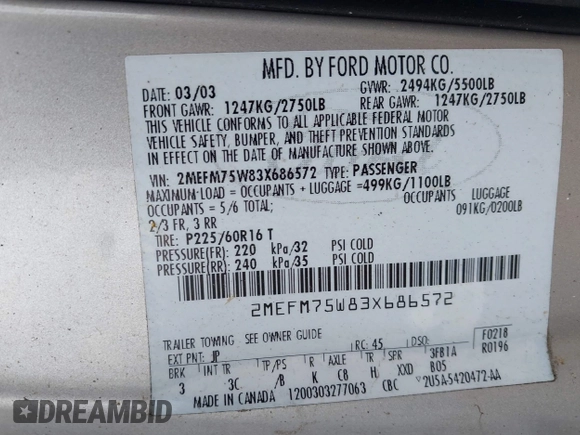 MFD. BY FORD MOTOR CO.
DATE: 03/03 GVWR: 2494KG/5500LB
FRONT GAWR: 1247KG/2750LB REAR GAWR: 1247KG/2750LB
THIS VEHICLE CONFORMS TO ALL APPLICABLE FEDERAL MOTOR
VEHICLE SAFETY, BUMPER, AND THEFT PREVENTION STANDARDS
IN EFFECT ON THE DATE OF MANUFACTURE SHOWN ABOVE.
VIN: 2MEFM75W83X686572 TYPE: PASSENGER
MAXIMUM-LOAD = OCCUPANTS + LUGGAGE =499KG/1100LB
OCCUPANTS = 5/6 TOTAL; OCCUPANTS LUGGAGE
2/3 FR, 3 RR 091KG/0200LB
TIRE: P225/60R16 T
PRESSURE(FR) 220 kPa/32 PSI COLD
PRESSURE(RR) 240 kPa/35 PSI COLD
2MEFM75W83X686572
TRAILER TOWING - SEE OWNER GUIDE
EXT PNT: JP RC: 45 DSO: F0218
BRK INT TR TP/PS R AXLE TR SPR 3FB1A R0196
3 3C /B K CB H XXD B05
MADE IN CANADA 1200303277063 CBC V2U5A-5420472-AA
DREAMBID